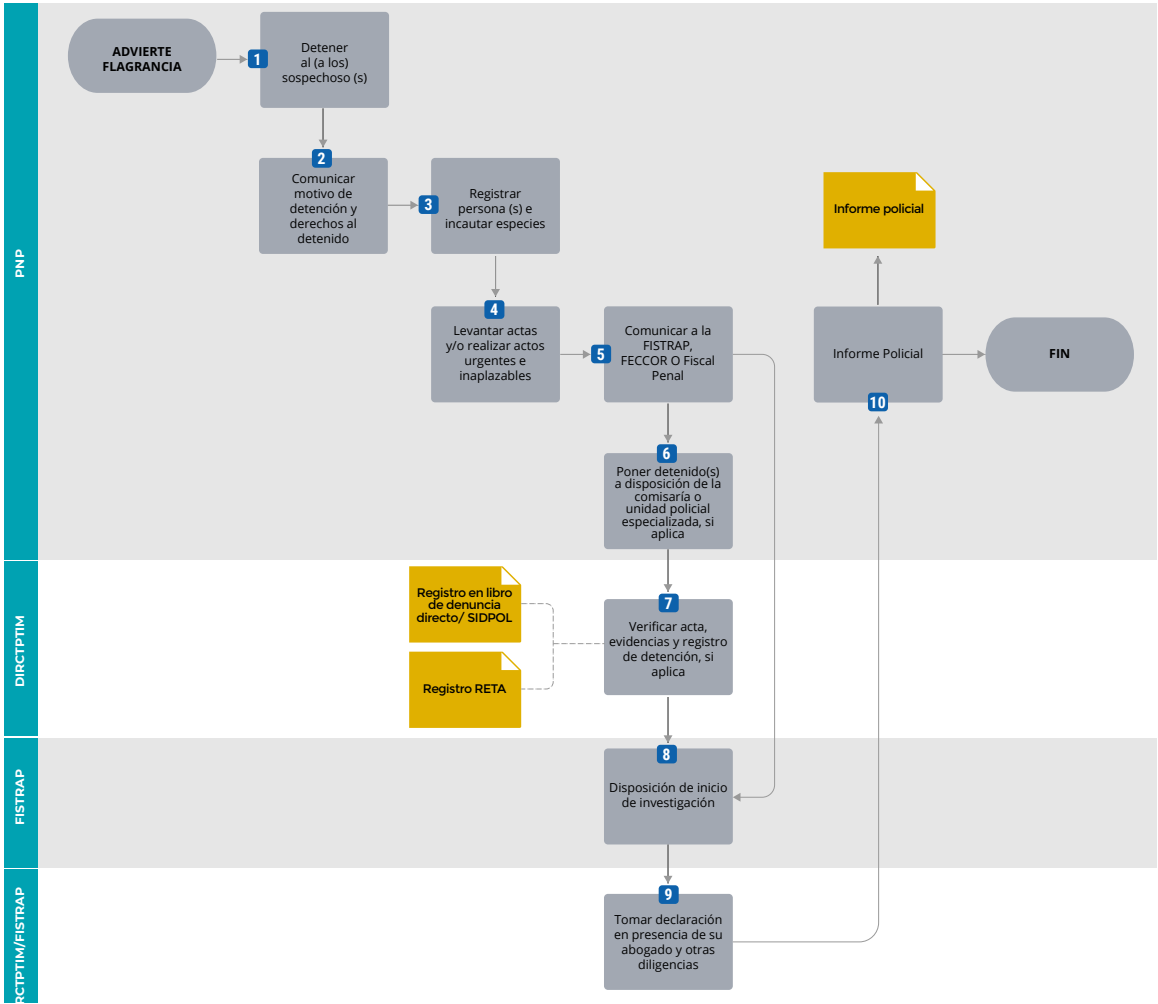 PNP
ADVIERTE
FLAGRANCIA
1
Detener
al (a los)
sospechoso (s)
2
Comunicar
motivo de
detención y
derechos al
detenido
3
Registrar
persona (s) e
incautar especies
4
Levantar actas
y/o realizar actos
urgentes e
inaplazables
5
Comunicar a la
FISTRAP,
FECCOR O Fiscal
Penal
6
Poner detenido(s)
a disposición de la
comisaría o
unidad policial
especializada, si
aplica
Informe policial
Informe Policial
10
FIN
DIRCTPTIM
Registro en libro
de denuncia
directo/ SIDPOL
Registro RETA
7
Verificar acta,
evidencias y registro
de detención, si
aplica
FISTRAP
8
Disposición de inicio
de investigación
RCTPTIM/FISTRAP
9
Tomar declaración
en presencia de su
abogado y otras
diligencias